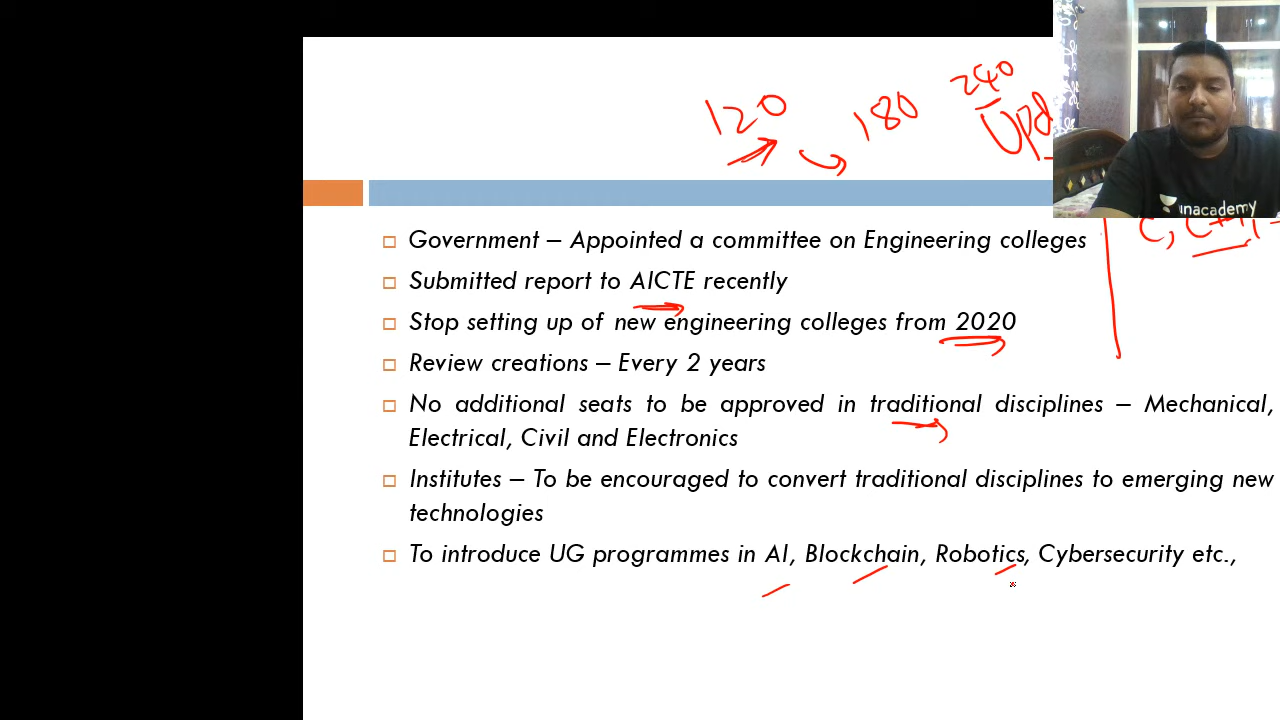 240
120
180
Upd
unacademy
C, C++,
Government – Appointed a committee on Engineering colleges
Submitted report to AICTE recently
Stop setting up of new engineering colleges from 2020
Review creations – Every 2 years
No additional seats to be approved in traditional disciplines – Mechanical,
Electrical, Civil and Electronics
Institutes – To be encouraged to convert traditional disciplines to emerging new
technologies
To introduce UG programmes in AI, Blockchain, Robotics, Cybersecurity etc.,